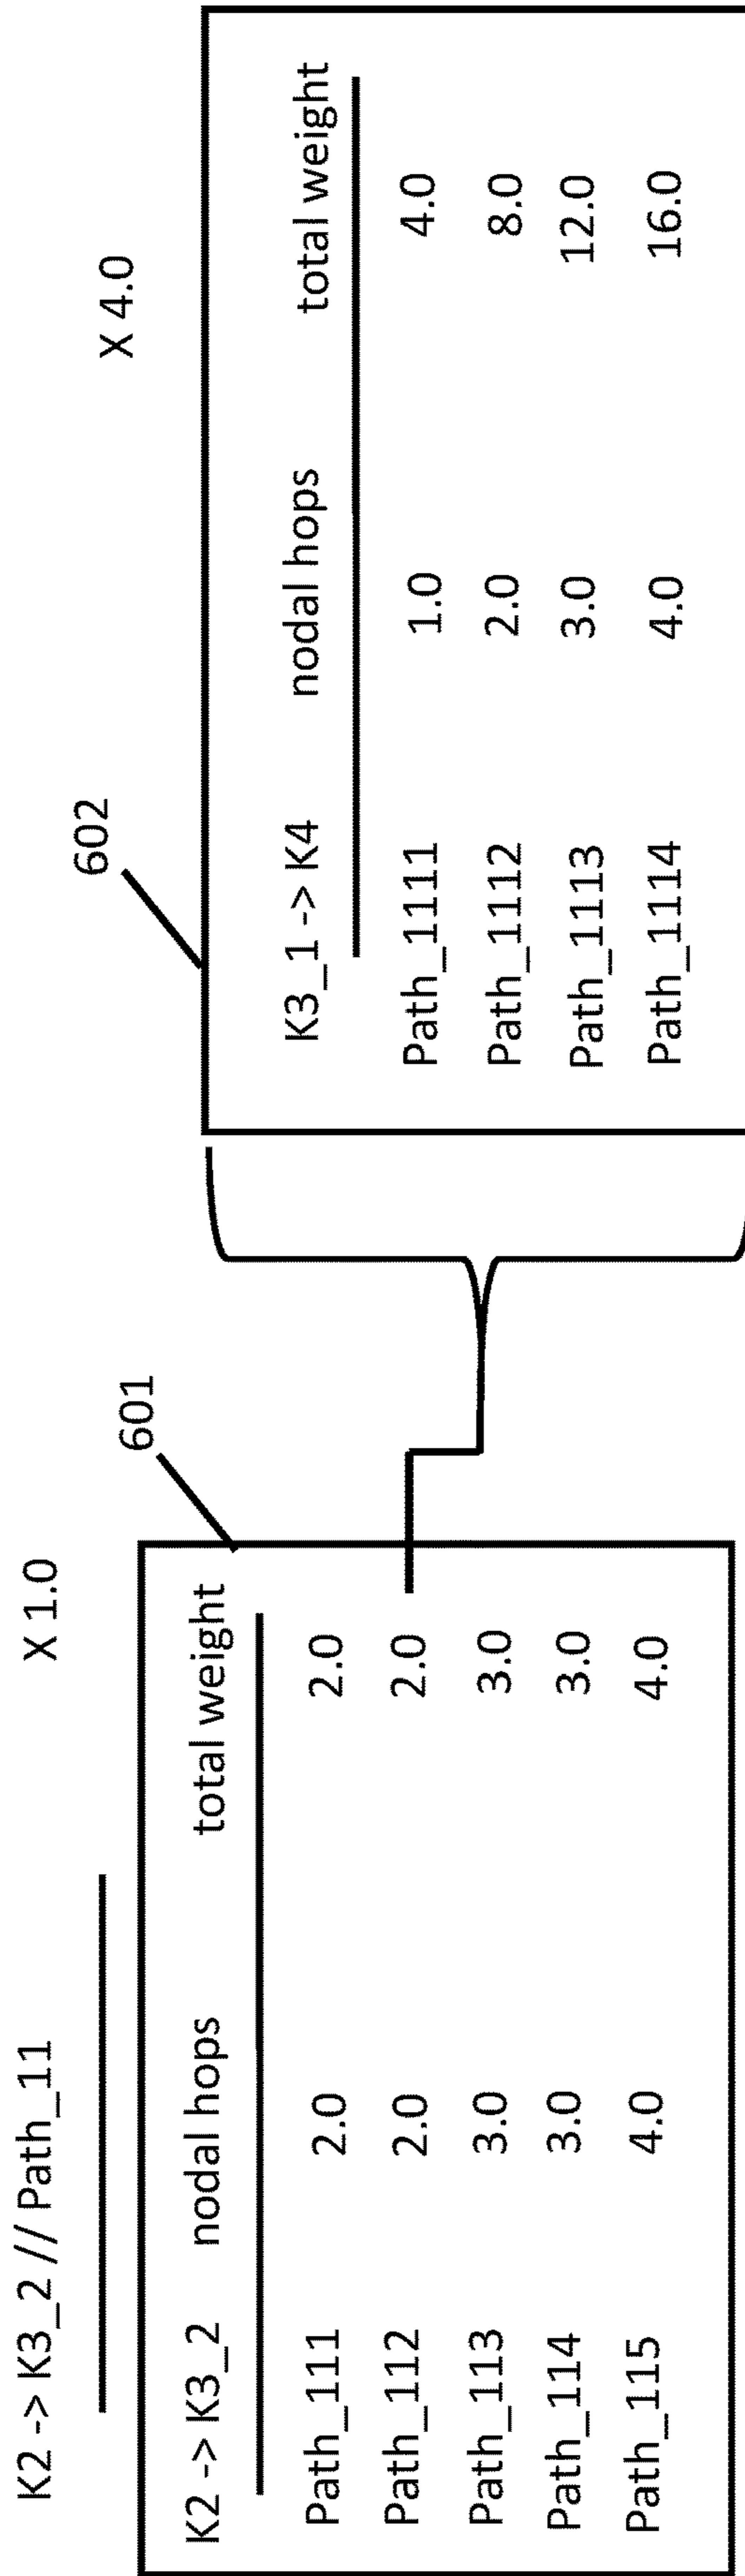 K2 -> K3_2 // Path_11
X 1.0
601
K2 -> K3_2 nodal hops total weight
Path_111 2.0 2.0
Path_112 2.0 2.0
Path_113 3.0 3.0
Path_114 3.0 3.0
Path_115 4.0 4.0
602
X 4.0
K3_1 -> K4 nodal hops total weight
Path_1111 1.0 4.0
Path_1112 2.0 8.0
Path_1113 3.0 12.0
Path_1114 4.0 16.0